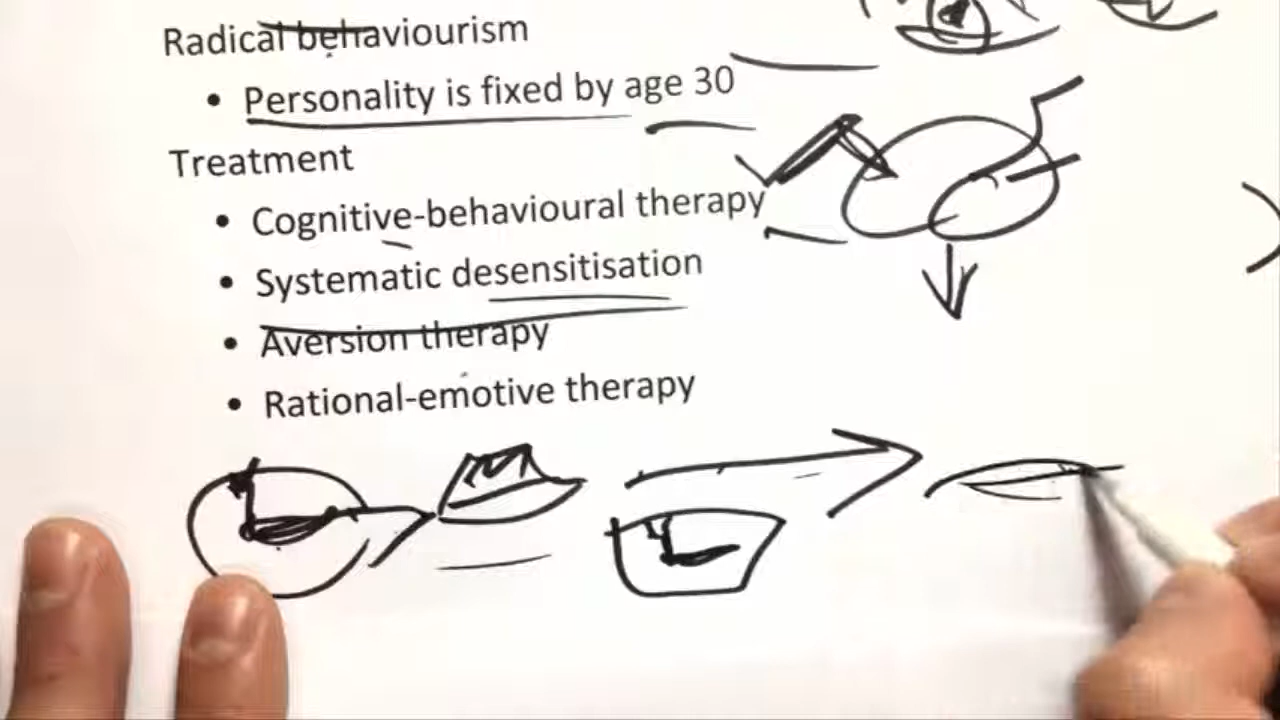 Radical behaviourism
• Personality is fixed by age 30
Treatment
• Cognitive-behavioural therapy
• Systematic desensitisation
• Aversion therapy
• Rational-emotive therapy